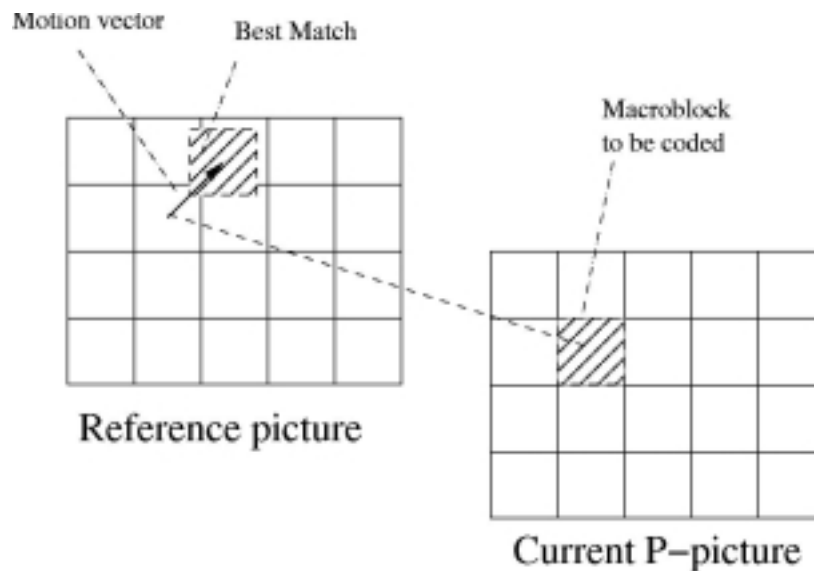 Motion vector
Best Match
Macroblock
to be coded
Reference picture
Current P-picture